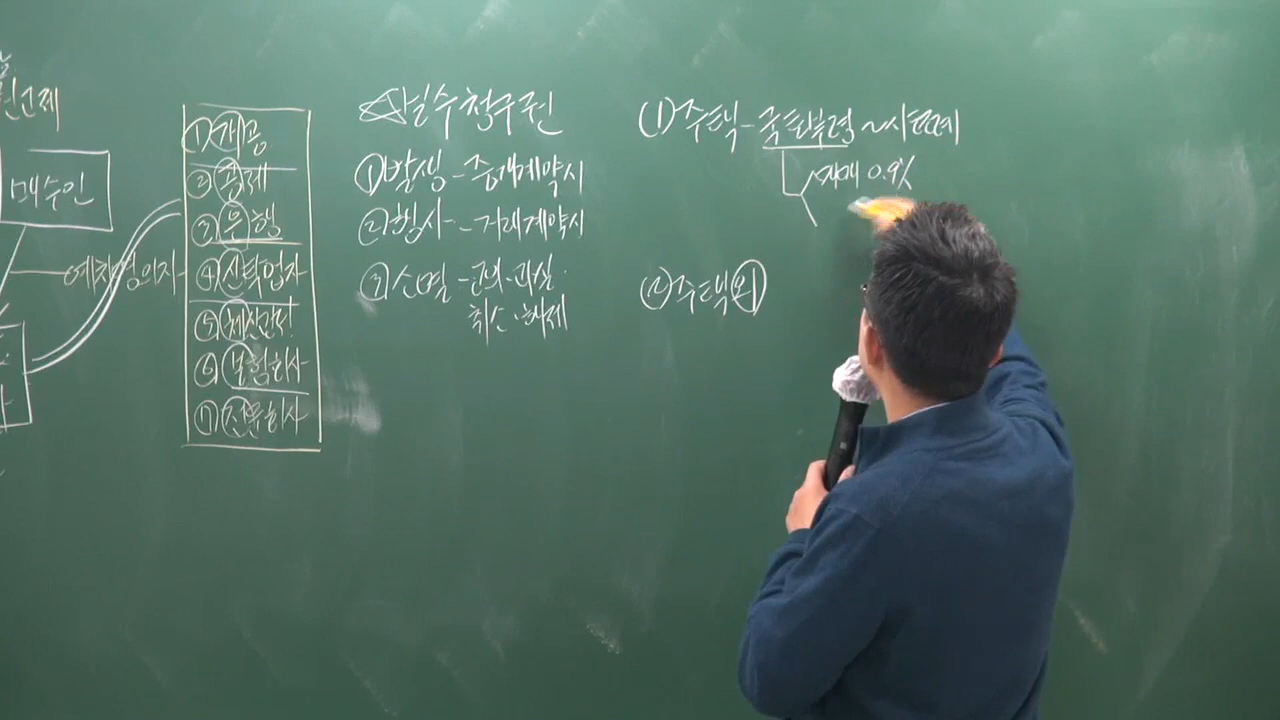 매수인
예치명의자
①개공
②공제
③은행
④신탁업자
⑤체신관서
⑥보험회사
⑦전문회사
☆보수청구권
①발생-중개계약시
②행사-거래계약시
③소멸-고의·과실
취소·해제
(1)주택-국토부령~시도조례
매매 0.9%
(2)주택외